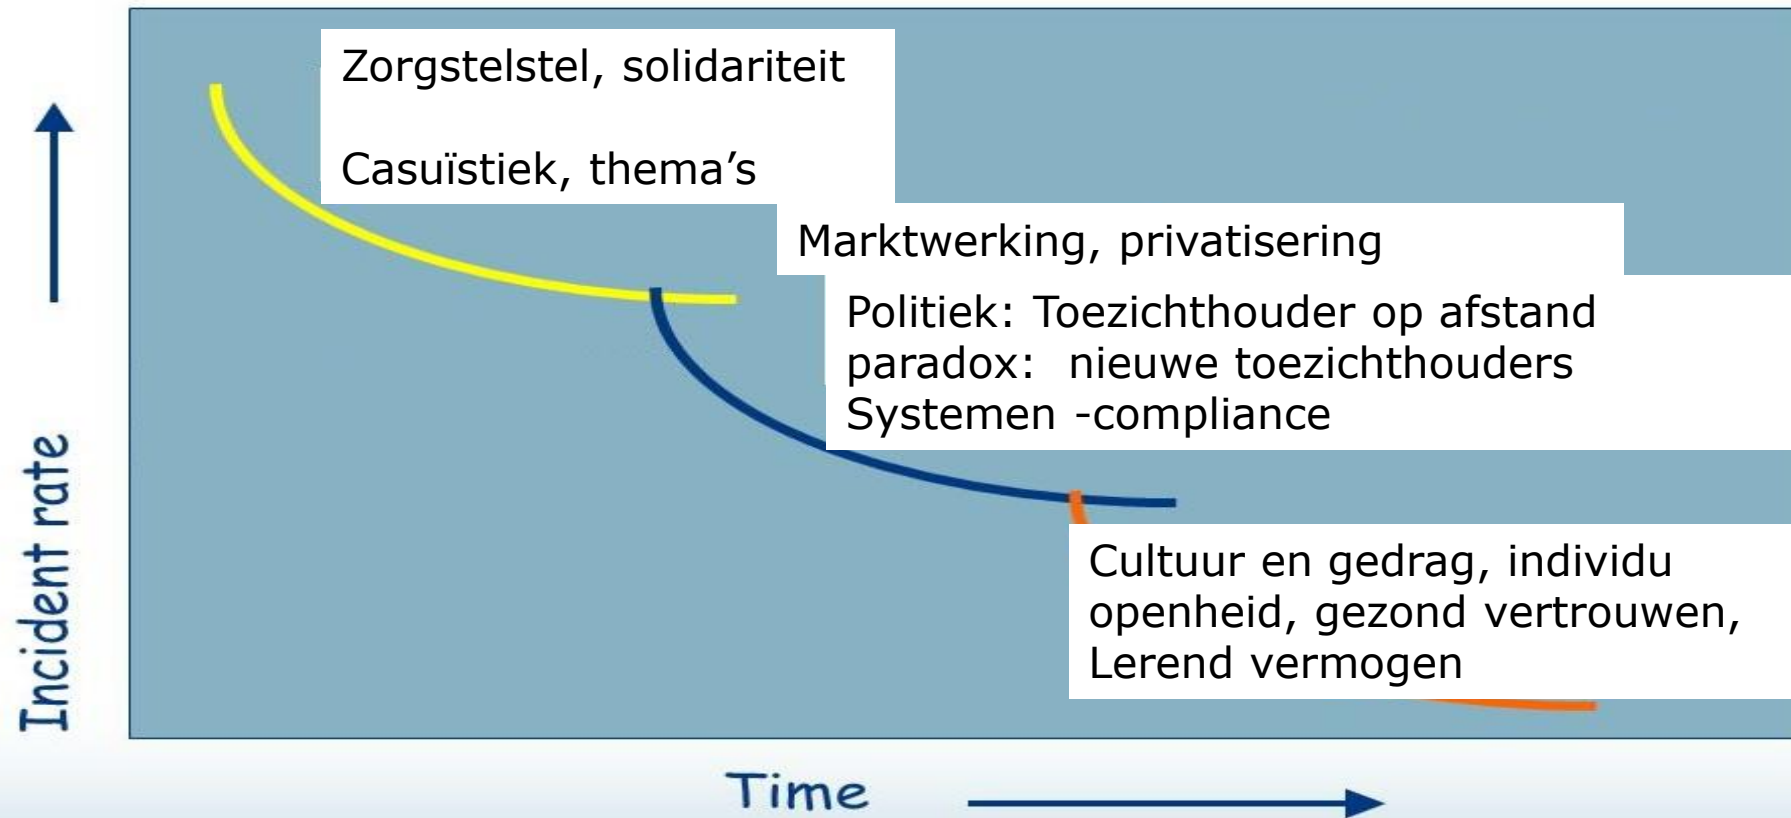 Zorgstelstel, solidariteit
Casuïstiek, thema’s
Marktwerking, privatisering
Politiek: Toezichthouder op afstand
paradox:  nieuwe toezichthouders
Systemen -compliance
Cultuur en gedrag, individu
openheid, gezond vertrouwen,
Lerend vermogen
Incident rate
Time